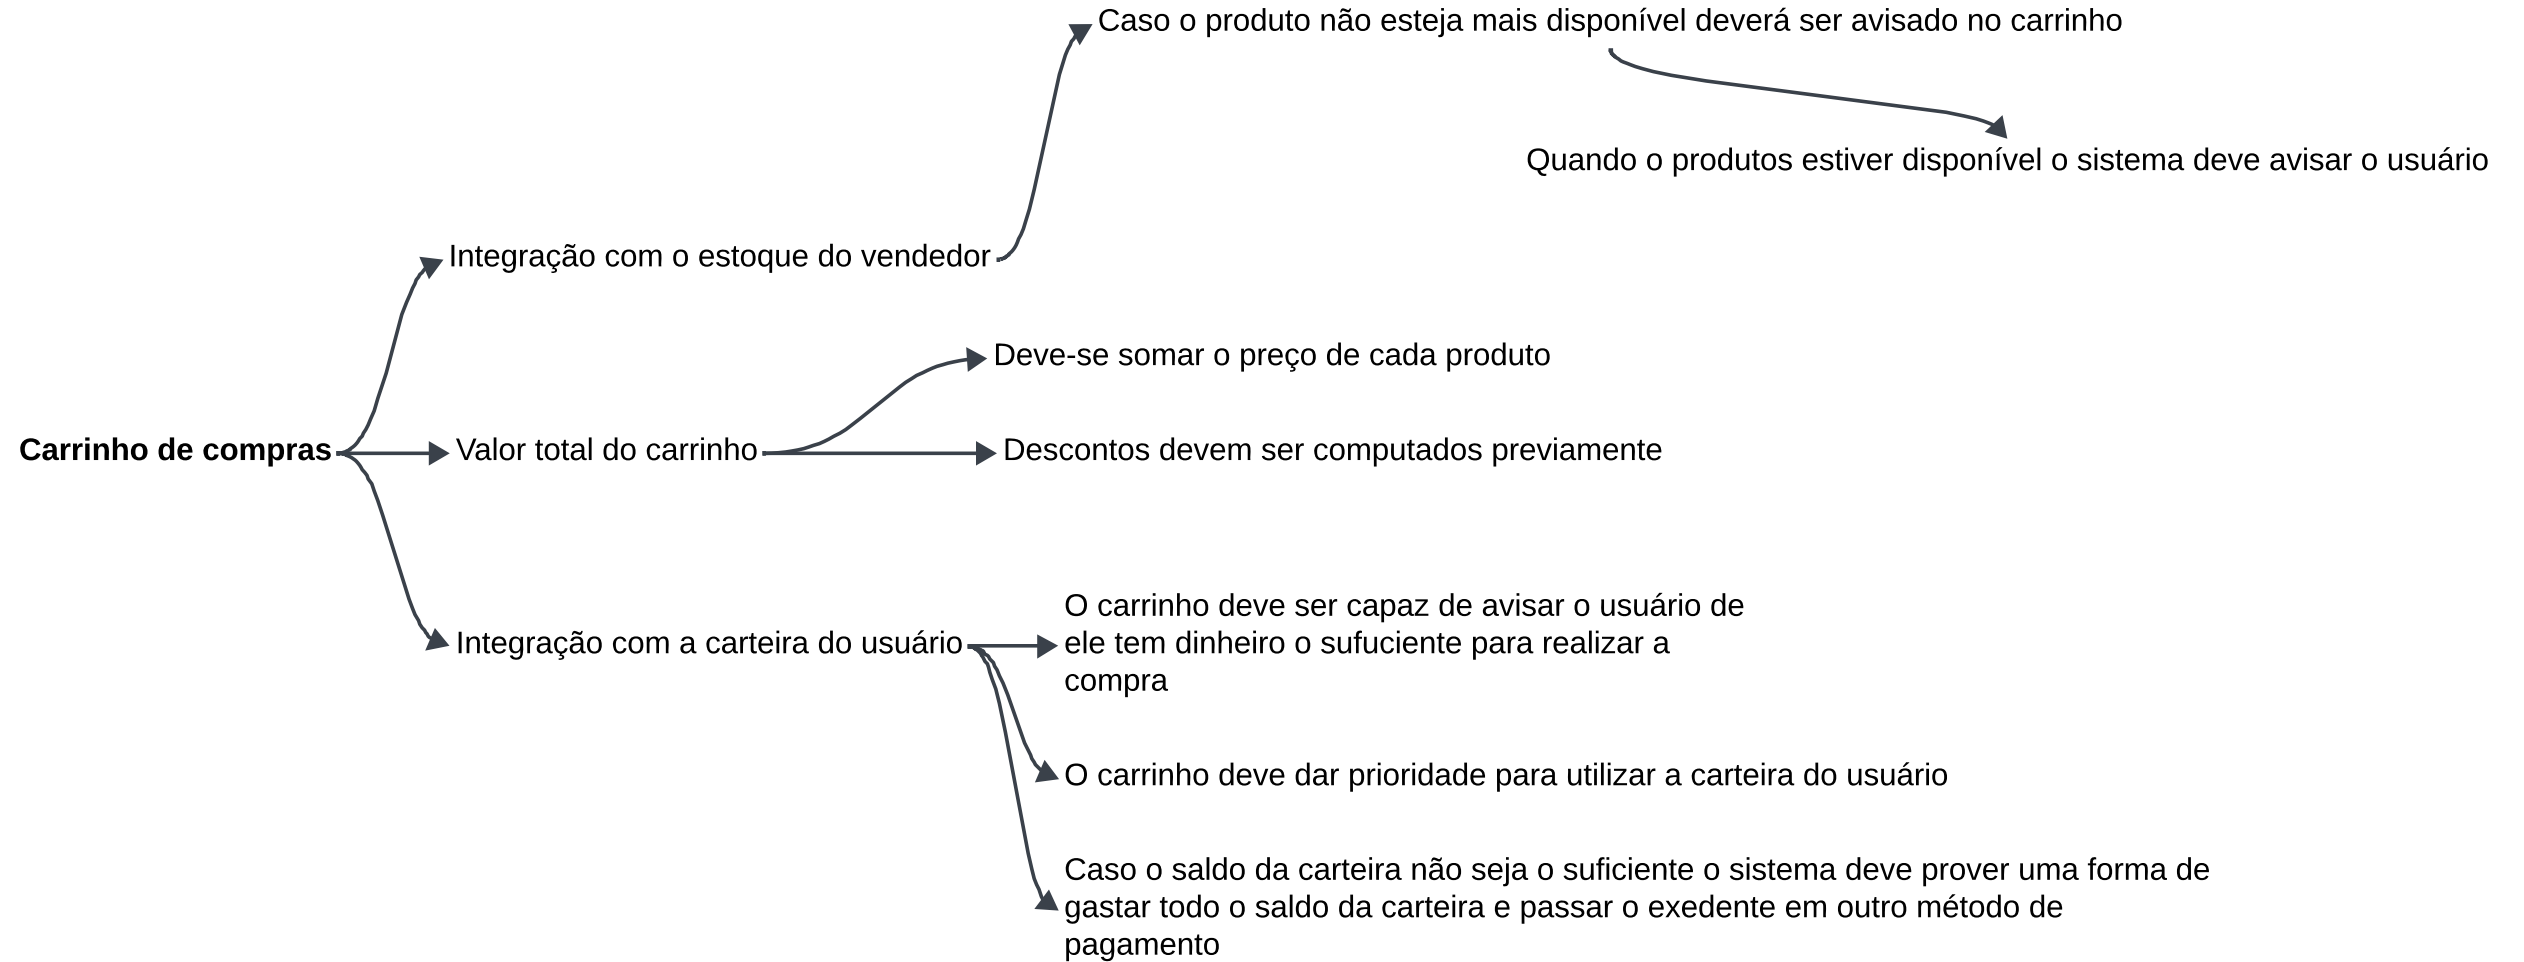 Caso o produto não esteja mais disponível deverá ser avisado no carrinho
Quando o produtos estiver disponível o sistema deve avisar o usuário
Integração com o estoque do vendedor
Deve-se somar o preço de cada produto
Carrinho de compras
Valor total do carrinho
Descontos devem ser computados previamente
Integração com a carteira do usuário
O carrinho deve ser capaz de avisar o usuário de
ele tem dinheiro o sufuciente para realizar a
compra
O carrinho deve dar prioridade para utilizar a carteira do usuário
Caso o saldo da carteira não seja o suficiente o sistema deve prover uma forma de
gastar todo o saldo da carteira e passar o exedente em outro método de
pagamento